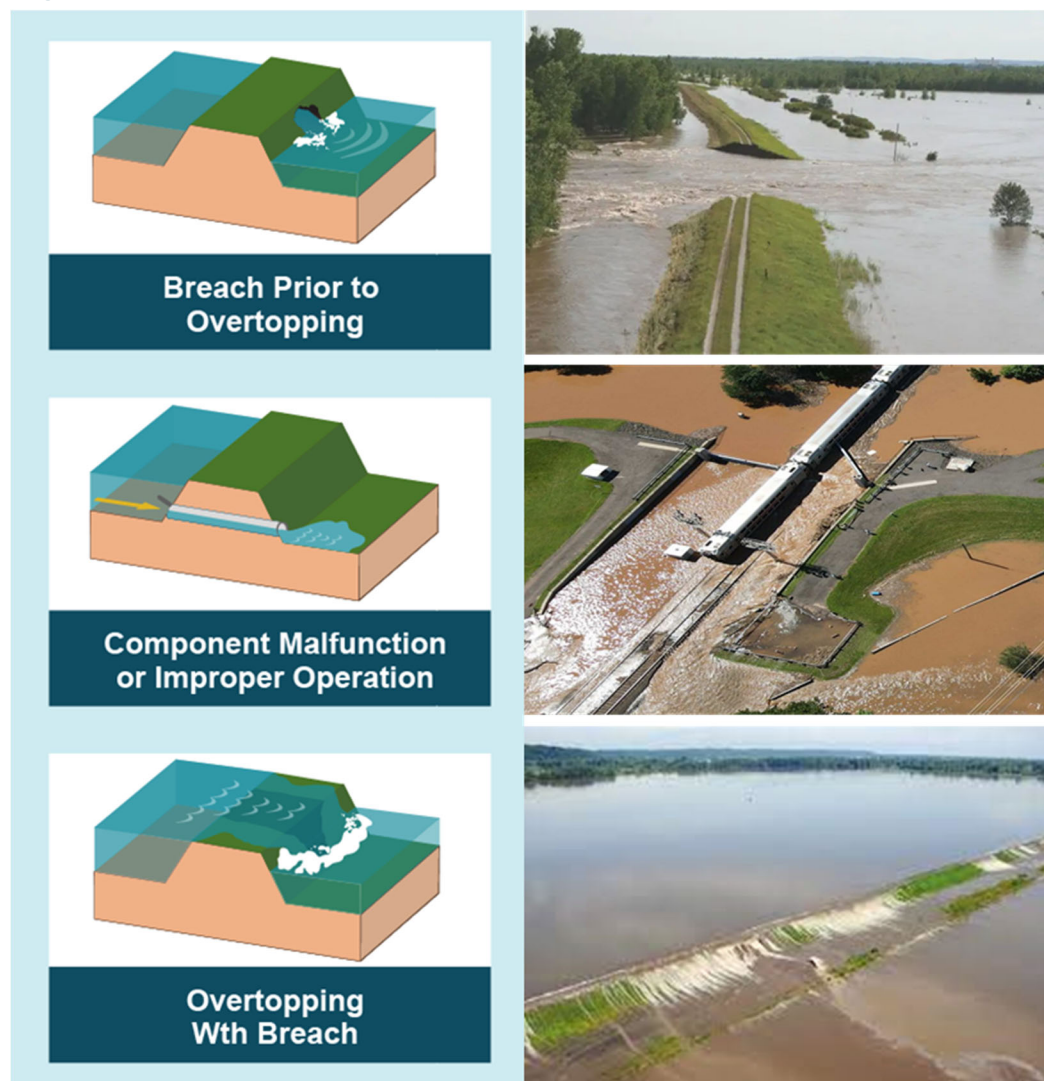 Breach Prior to
Overtopping
Component Malfunction
or Improper Operation
Overtopping
Wth Breach